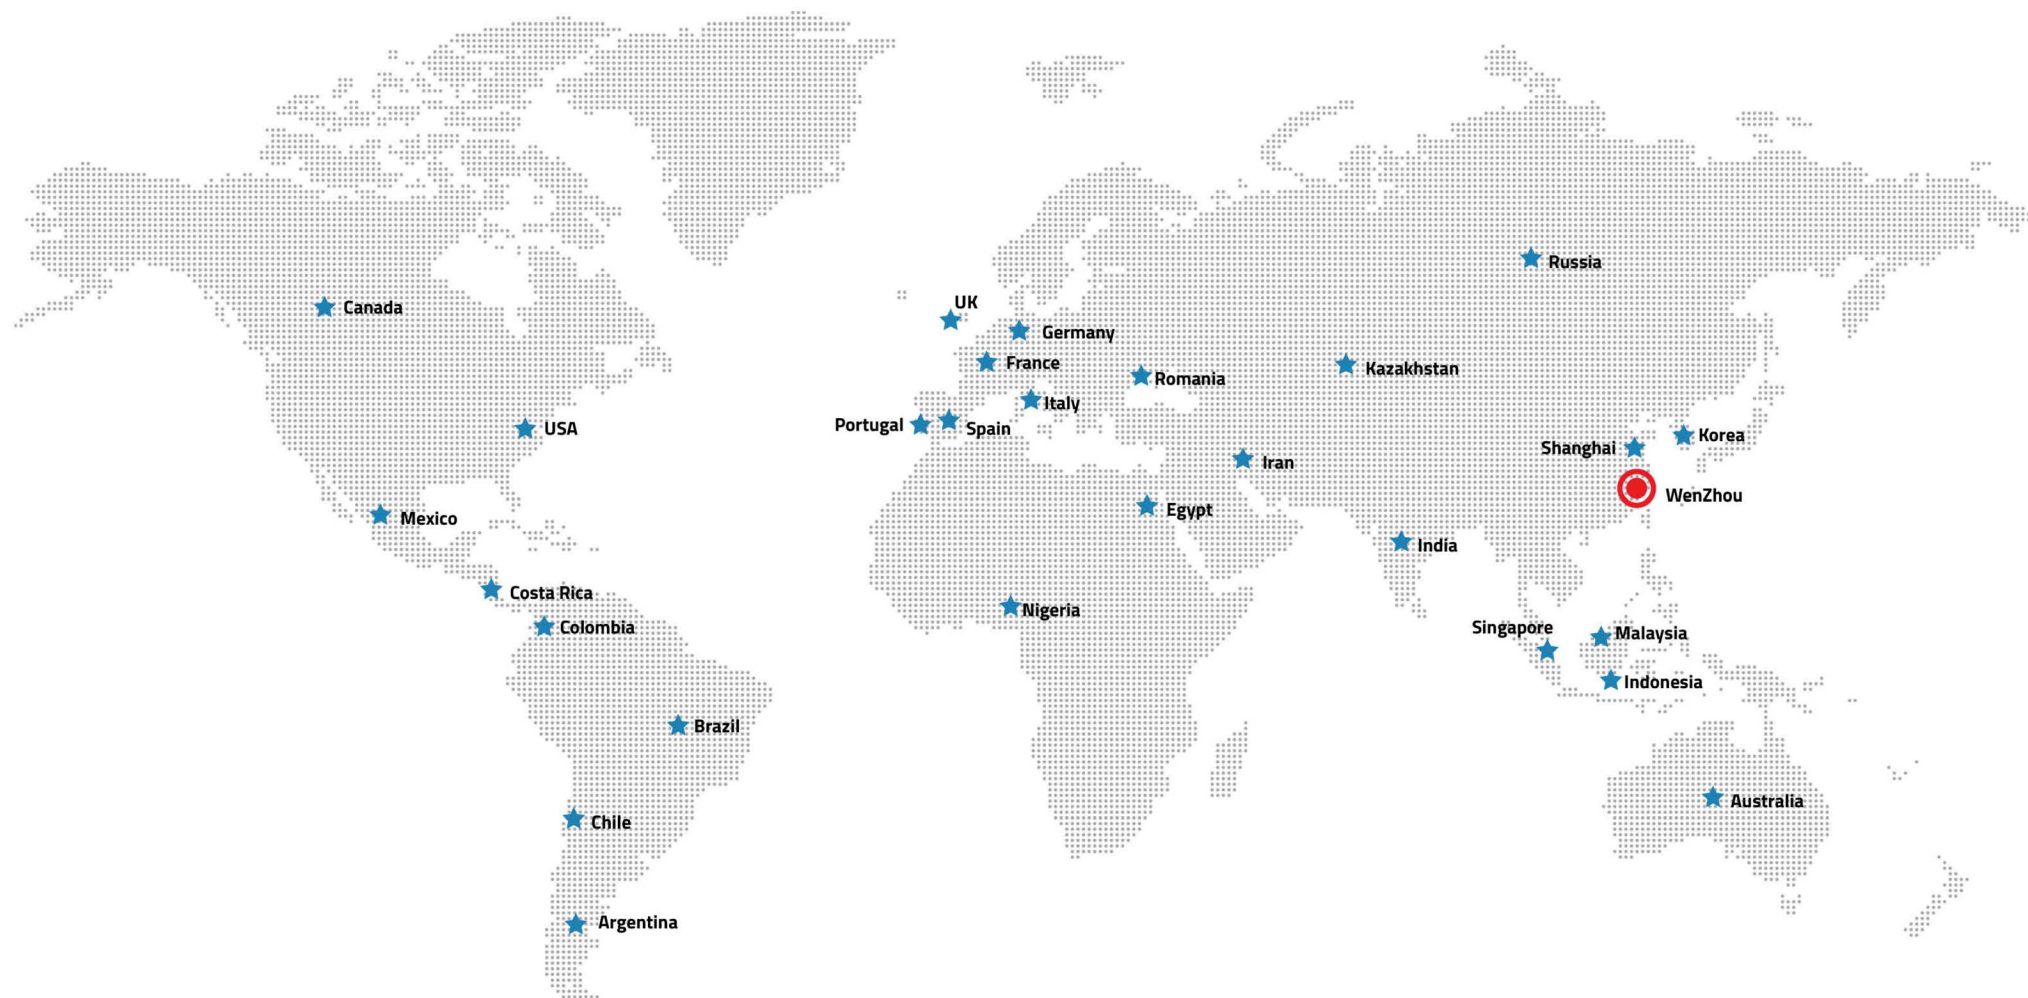 Russia
UK
Canada
Germany
France
Kazakhstan
Romania
Italy
Portugal
Spain
USA
Korea
Shanghai
Iran
WenZhou
Egypt
Mexico
India
Costa Rica
Nigeria
Colombia
Singapore
Malaysia
Indonesia
Brazil
Australia
Chile
Argentina